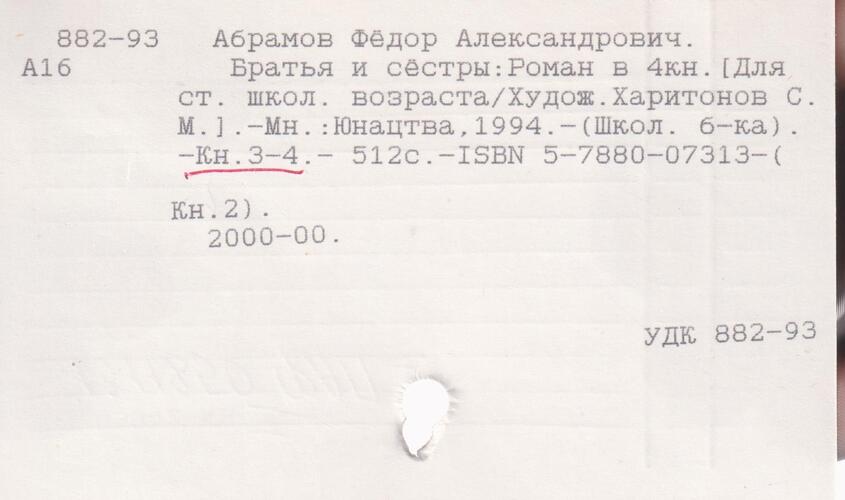 882-93 Абрамов Фёдор Александрович.
А16 Братья и сёстры:Роман в 4кн.[Для
ст. школ. возраста/Худож.Харитонов С.
М.].-Мн.:Юнацтва,1994.-(Школ. б-ка).
-Кн.3-4.- 512с.-ISBN 5-7880-07313-(
Кн.2).
2000-00.
УДК 882-93